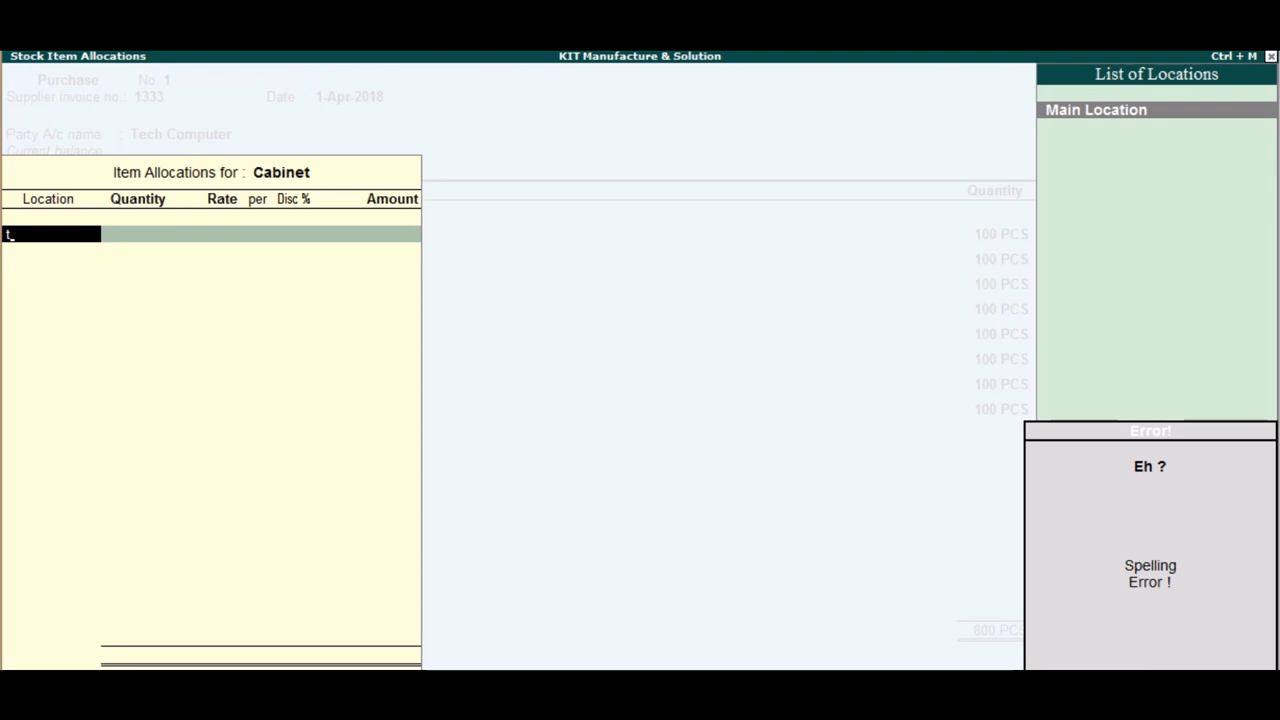 Stock Item Allocations KIT Manufacture & Solution Ctrl + M
List of Locations
Purchase No. 1
Supplier invoice no.: 1333 Date 1-Apr-2018
Main Location
Party A/c name : Tech Computer
Current balance :
Item Allocations for : Cabinet
Location Quantity Rate per Disc % Amount
Quantity
t
100 PCS
100 PCS
100 PCS
100 PCS
100 PCS
100 PCS
100 PCS
100 PCS
Error!
Eh ?
Spelling
Error !
800 PCS